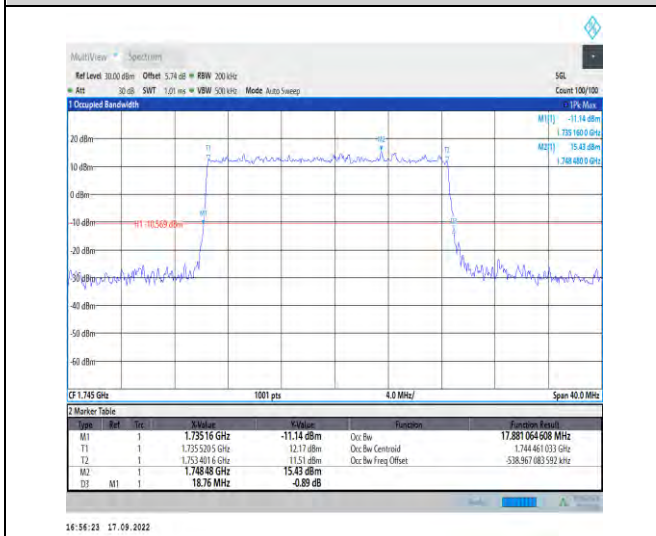 MultiView Spectrum
Ref Level 30.00 dBm Offset 5.74 dB RBW 200 kHz SGL
Att 30 dB SWT 1.01 ms VBW 500 kHz Mode Auto Sweep Count 100/100
1 Occupied Bandwidth 1Pk Max
M1[1] -11.14 dBm
1.735 160 0 GHz
M2[1] 15.43 dBm
1.748 480 0 GHz
20 dBm
T1
M2
T2
10 dBm
0 dBm
M1
-10 dBm
H1 -10.569 dBm
D3
-20 dBm
-30 dBm
-40 dBm
-50 dBm
-60 dBm
CF 1.745 GHz 1001 pts 4.0 MHz/ Span 40.0 MHz
2 Marker Table
Type Ref Trc X-Value Y-Value Function Function Result
M1 1 1.735 16 GHz -11.14 dBm Occ Bw 17.881 064 608 MHz
T1 1 1.735 520 5 GHz 12.17 dBm Occ Bw Centroid 1.744 461 033 GHz
T2 1 1.753 401 6 GHz 11.51 dBm Occ Bw Freq Offset -538.967 083 592 kHz
M2 1 1.748 48 GHz 15.43 dBm
D3 M1 1 18.76 MHz -0.89 dB
16:56:23 17.09.2022